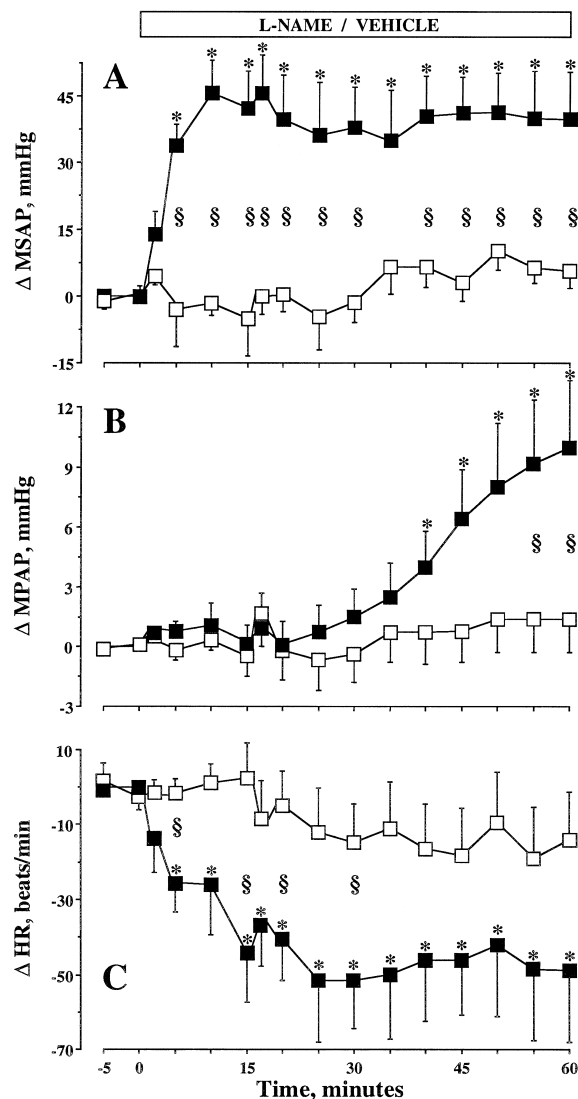 L-NAME / VEHICLE
A
Δ MSAP, mmHg
45
30
15
0
-15
* * * * * * * * * * * * * *
§ § § § § § § § § § § §
B
Δ MPAP, mmHg
12
9
6
3
0
-3
* * * * *
§ §
C
Δ HR, beats/min
10
-10
-30
-50
-70
§ § § §
* * * * * * * * * * * * *
-5 0 15 30 45 60
Time, minutes